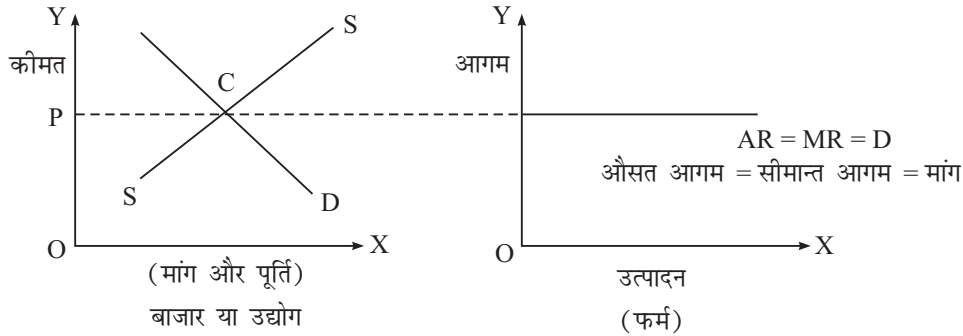 Y
S
कीमत
C
P
S
D
O
X
(मांग और पूर्ति)
बाजार या उद्योग
Y
आगम
AR = MR = D
औसत आगम = सीमान्त आगम = मांग
O
X
उत्पादन
(फर्म)